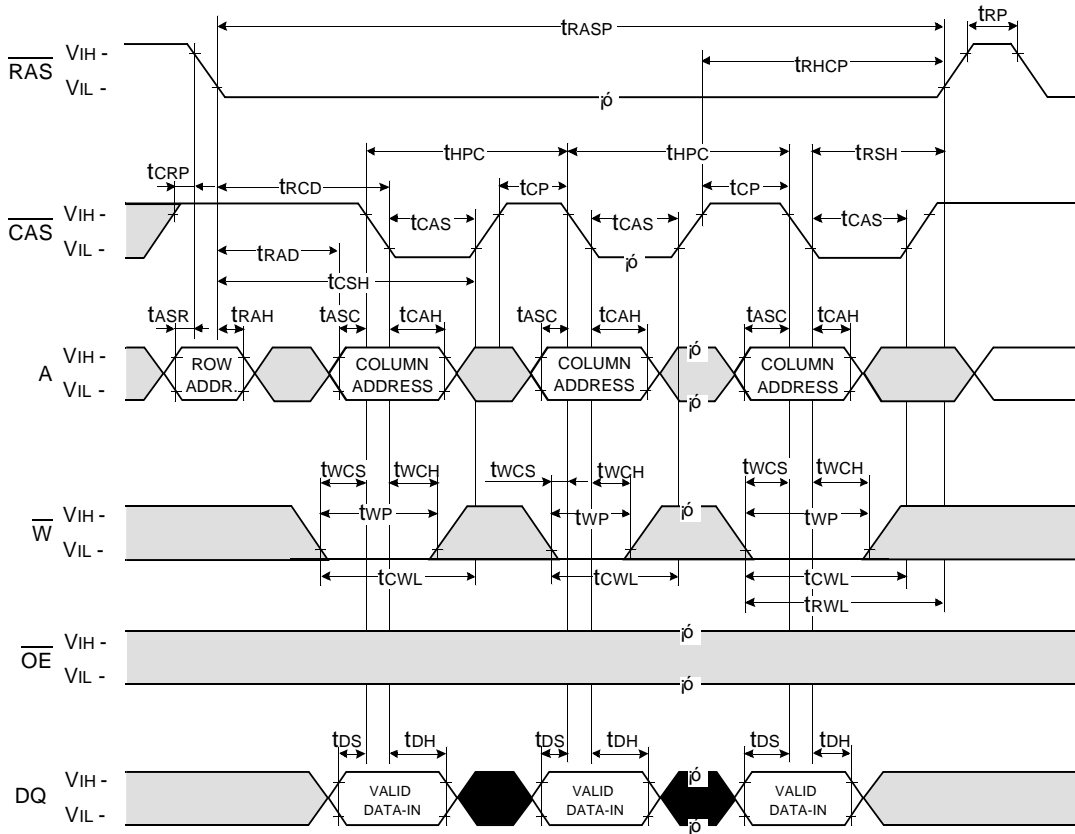 tRASP
tRP
RAS
VIH -
VIL -
tRHCP
¡ó
tHPC
tHPC
tRSH
tCRP
tRCD
tCP
tCP
CAS
VIH -
VIL -
tCAS
tCAS
tCAS
tRAD
¡ó
tCSH
tASR
tRAH
tASC
tCAH
tASC
tCAH
tASC
tCAH
A
VIH -
VIL -
ROW
ADDR.
COLUMN
ADDRESS
COLUMN
ADDRESS
¡ó
COLUMN
ADDRESS
¡ó
tWCS
tWCH
tWCS
tWCH
tWCS
tWCH
W
VIH -
VIL -
tWP
tWP
¡ó
tWP
tCWL
tCWL
tCWL
tRWL
OE
VIH -
VIL -
¡ó
¡ó
tDS
tDH
tDS
tDH
tDS
tDH
DQ
VIH -
VIL -
VALID
DATA-IN
VALID
DATA-IN
¡ó
VALID
DATA-IN
¡ó